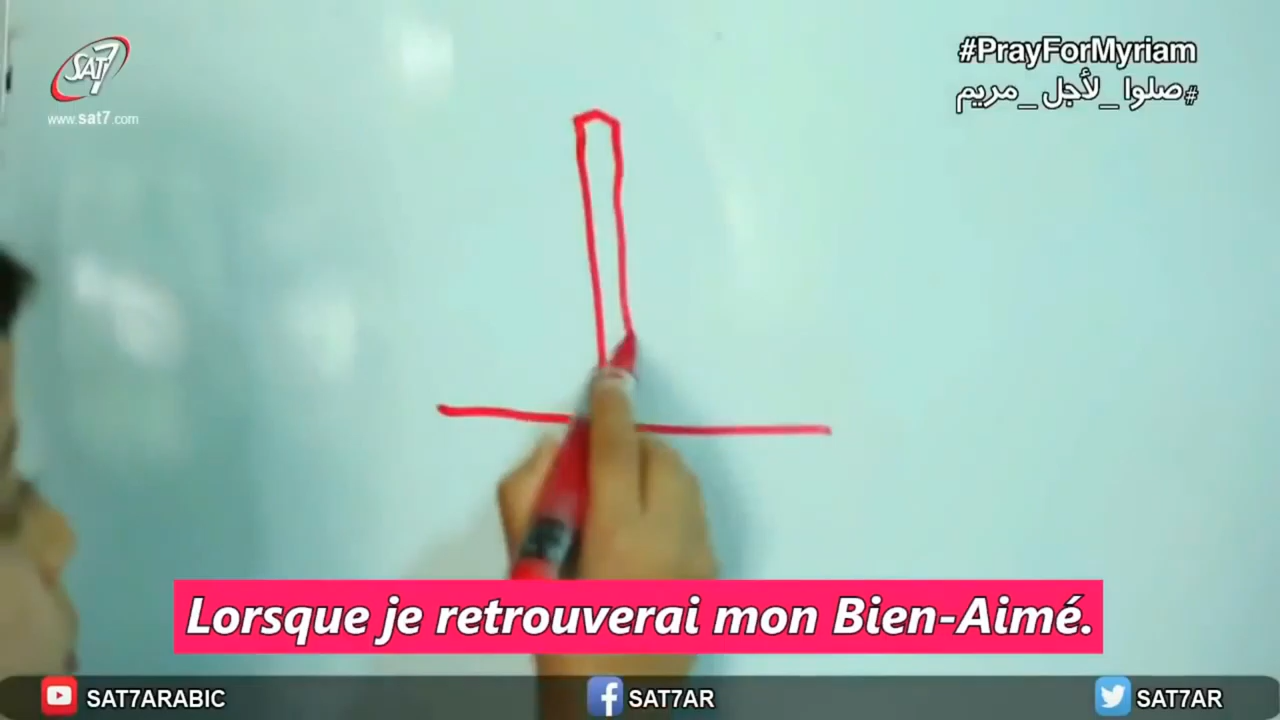 SAT7
www.sat7.com
#PrayForMyriam
#صلوا_لأجل_مريم
Lorsque je retrouverai mon Bien-Aimé.
SAT7ARABIC
SAT7AR
SAT7AR